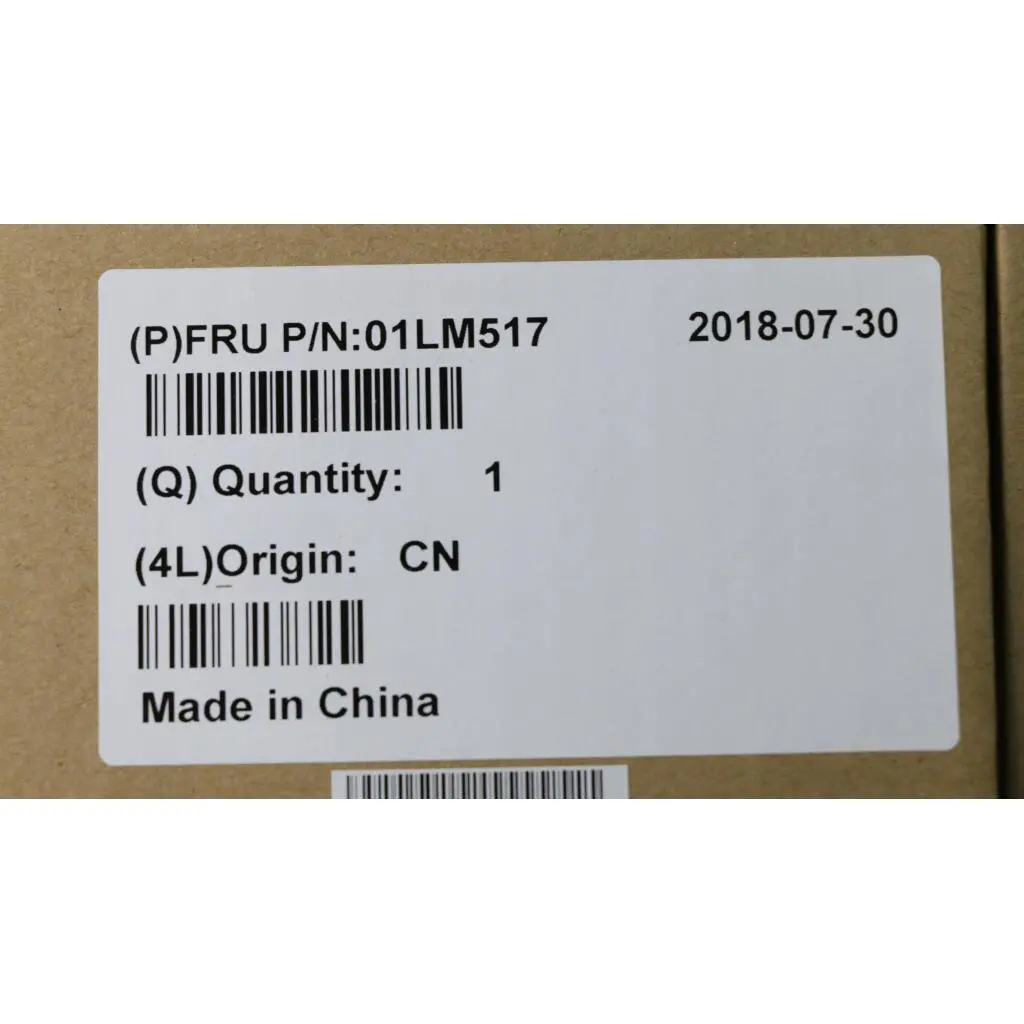 (P)FRU P/N:01LM517 2018-07-30
(Q) Quantity: 1
(4L)Origin: CN
Made in China